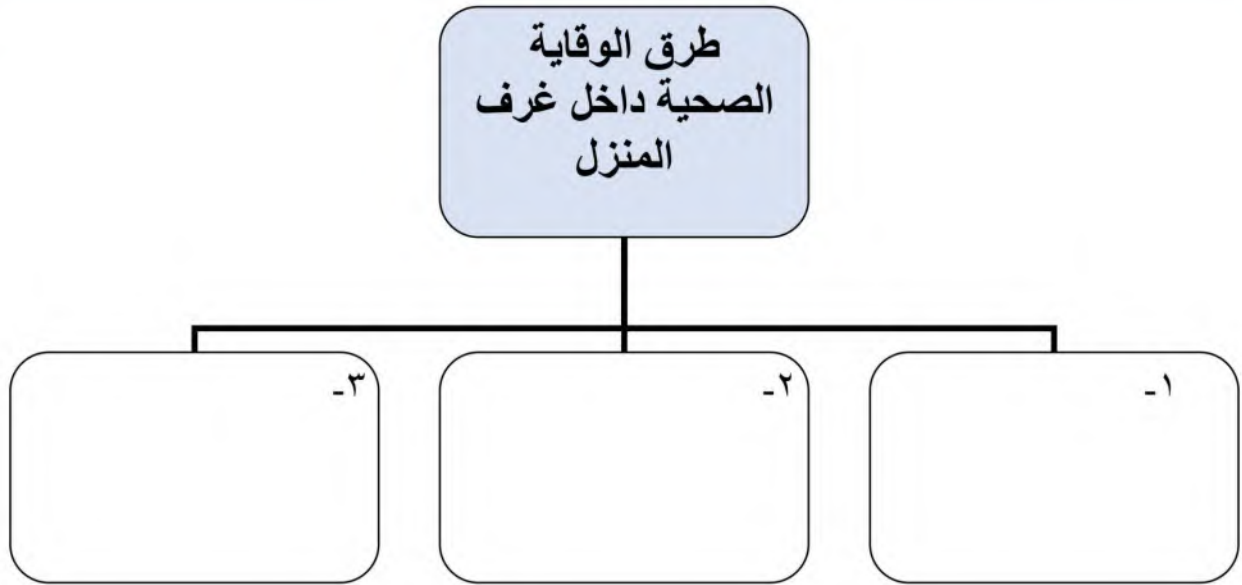 طرق الوقاية
الصحية داخل غرف
المنزل
١-
٢-
٣-